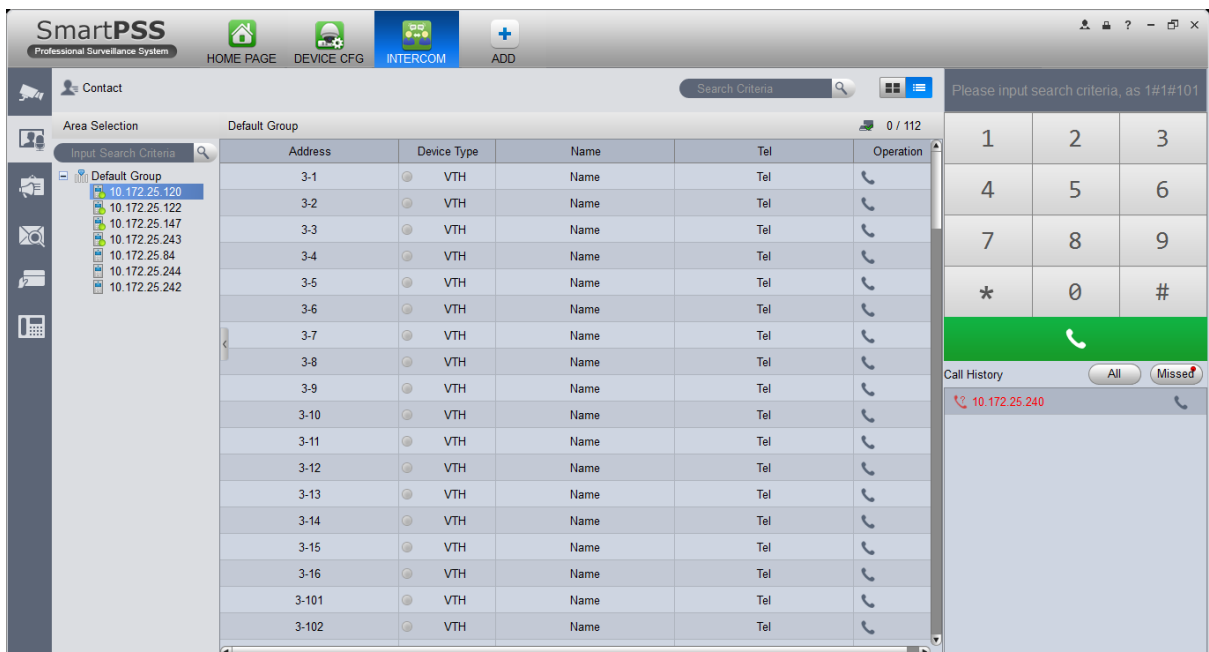 SmartPSS
Professional Surveillance System
HOME PAGE DEVICE CFG INTERCOM ADD
? 
Contact
Search Criteria
Please input search criteria, as 1#1#101
Area Selection
Default Group
0 / 112
Input Search Criteria
Default Group
10.172.25.120
10.172.25.122
10.172.25.147
10.172.25.243
10.172.25.84
10.172.25.244
10.172.25.242
Address Device Type Name Tel Operation
3-1 VTH Name Tel
3-2 VTH Name Tel
3-3 VTH Name Tel
3-4 VTH Name Tel
3-5 VTH Name Tel
3-6 VTH Name Tel
3-7 VTH Name Tel
3-8 VTH Name Tel
3-9 VTH Name Tel
3-10 VTH Name Tel
3-11 VTH Name Tel
3-12 VTH Name Tel
3-13 VTH Name Tel
3-14 VTH Name Tel
3-15 VTH Name Tel
3-16 VTH Name Tel
3-101 VTH Name Tel
3-102 VTH Name Tel
1 2 3
4 5 6
7 8 9
* 0 #
Call History All Missed
10.172.25.240